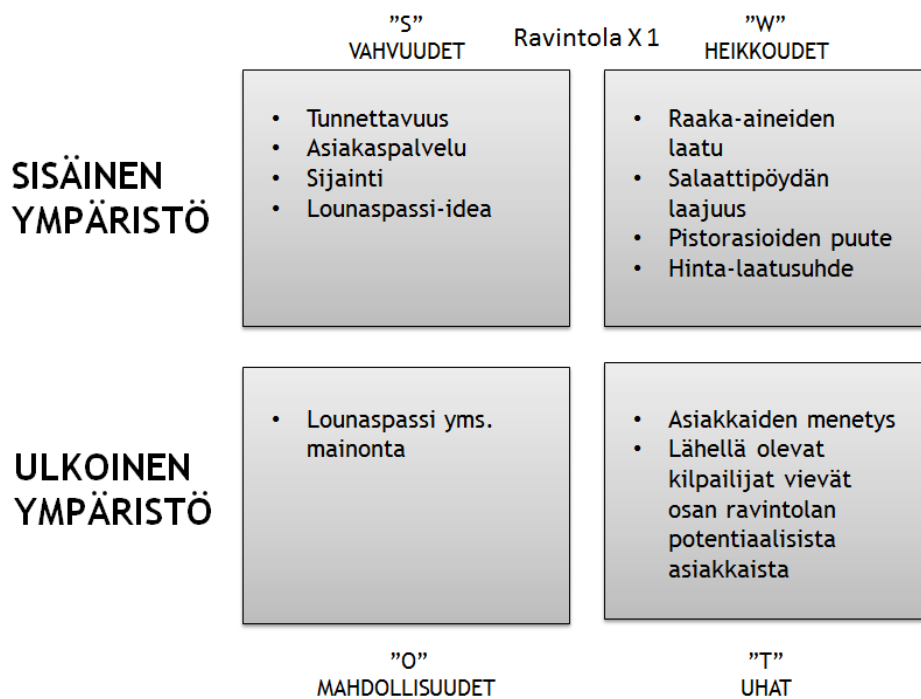 Ravintola X 1
”S”
VAHVUUDET
”W”
HEIKKOUDET
SISÄINEN
YMPÄRISTÖ
• Tunnettavuus
• Asiakaspalvelu
• Sijainti
• Lounaspassi-idea
• Raaka-aineiden
laatu
• Salaattipöydän
laajuus
• Pistorasioiden puute
• Hinta-laatusuhde
ULKOINEN
YMPÄRISTÖ
• Lounaspassi yms.
mainonta
• Asiakkaiden menetys
• Lähellä olevat
kilpailijat vievät
osan ravintolan
potentiaalisista
asiakkaista
”O”
MAHDOLLISUUDET
”T”
UHAT